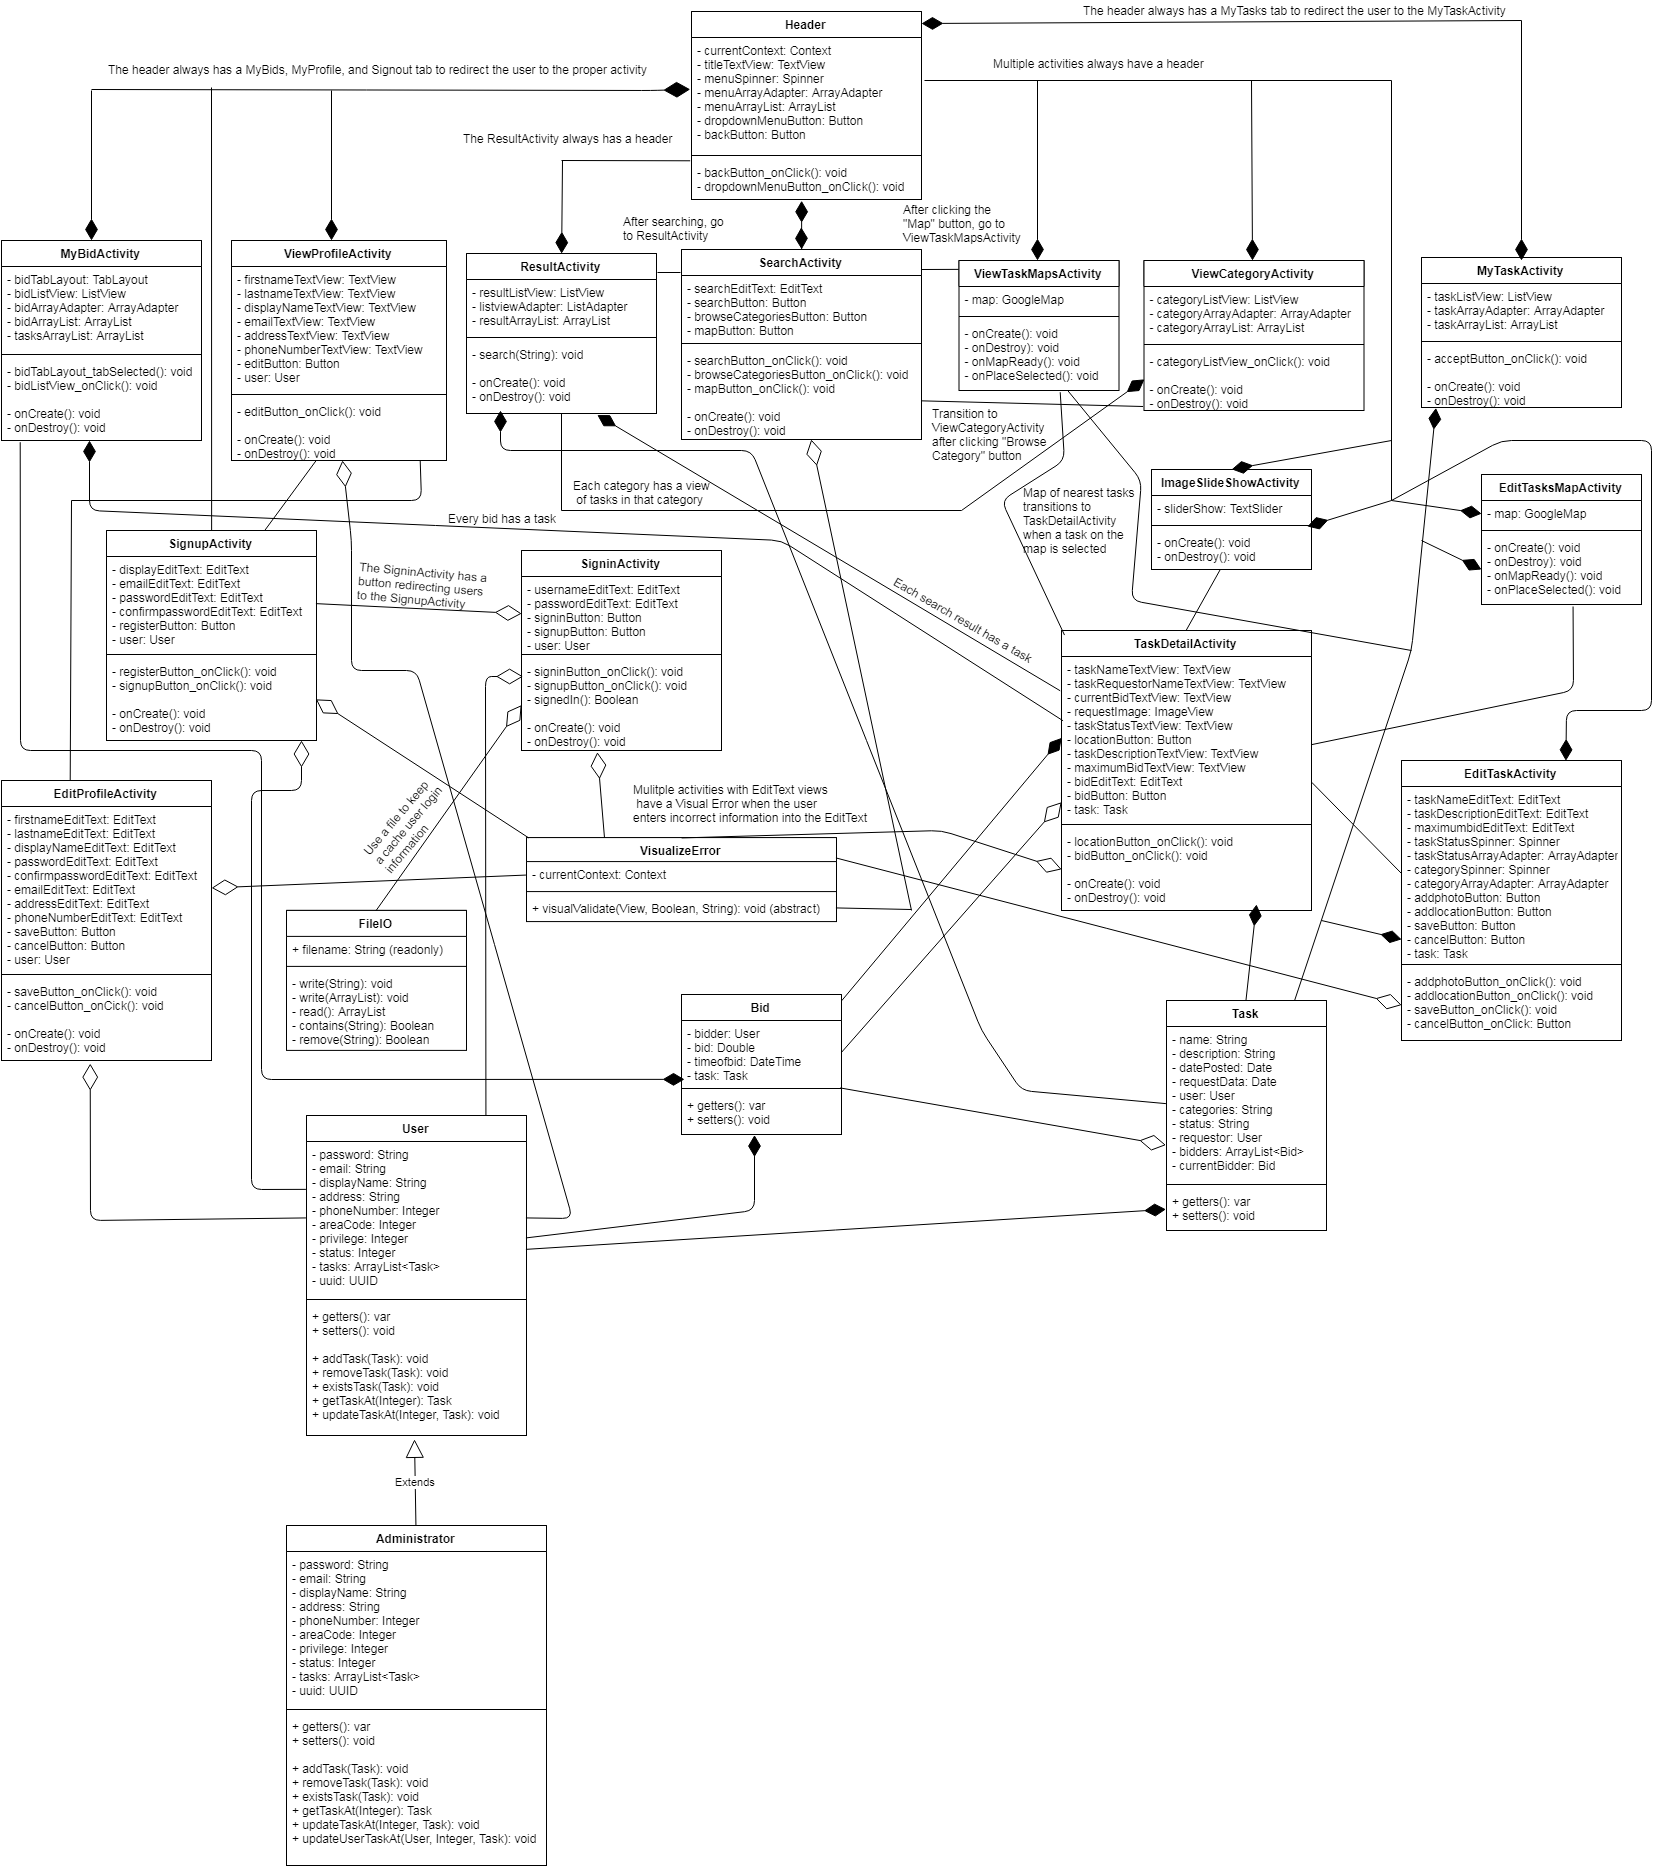 The header always has a MyTasks tab to redirect the user to the MyTaskActivity
Header
- currentContext: Context
- titleTextView: TextView
- menuSpinner: Spinner
- menuArrayAdapter: ArrayAdapter
- menuArrayList: ArrayList
- dropdownMenuButton: Button
- backButton: Button
- backButton_onClick(): void
- dropdownMenuButton_onClick(): void
The header always has a MyBids, MyProfile, and Signout tab to redirect the user to the proper activity
Multiple activities always have a header
The ResultActivity always has a header
After searching, go
to ResultActivity
After clicking the
"Map" button, go to
ViewTaskMapsActivity
MyBidActivity
- bidTabLayout: TabLayout
- bidListView: ListView
- bidArrayAdapter: ArrayAdapter
- bidArrayList: ArrayList
- tasksArrayList: ArrayList
- bidTabLayout_tabSelected(): void
- bidListView_onClick(): void
- onCreate(): void
- onDestroy(): void
ViewProfileActivity
- firstnameTextView: TextView
- lastnameTextView: TextView
- displayNameTextView: TextView
- emailTextView: TextView
- addressTextView: TextView
- phoneNumberTextView: TextView
- editButton: Button
- user: User
- editButton_onClick(): void
- onCreate(): void
- onDestroy(): void
ResultActivity
- resultListView: ListView
- listviewAdapter: ListAdapter
- resultArrayList: ArrayList
- search(String): void
- onCreate(): void
- onDestroy(): void
SearchActivity
- searchEditText: EditText
- searchButton: Button
- browseCategoriesButton: Button
- mapButton: Button
- searchButton_onClick(): void
- browseCategoriesButton_onClick(): void
- mapButton_onClick(): void
- onCreate(): void
- onDestroy(): void
ViewTaskMapsActivity
- map: GoogleMap
- onCreate(): void
- onDestroy): void
- onMapReady(): void
- onPlaceSelected(): void
ViewCategoryActivity
- categoryListView: ListView
- categoryArrayAdapter: ArrayAdapter
- categoryArrayList: ArrayList
- categoryListView_onClick(): void
- onCreate(): void
- onDestroy(): void
MyTaskActivity
- taskListView: ListView
- taskArrayAdapter: ArrayAdapter
- taskArrayList: ArrayList
- acceptButton_onClick(): void
- onCreate(): void
- onDestroy(): void
Transition to
ViewCategoryActivity
after clicking "Browse
Category" button
Each category has a view
of tasks in that category
Every bid has a task
Map of nearest tasks
transitions to
TaskDetailActivity
when a task on the
map is selected
ImageSlideShowActivity
- sliderShow: TextSlider
- onCreate(): void
- onDestroy(): void
EditTasksMapActivity
- map: GoogleMap
- onCreate(): void
- onDestroy(): void
- onMapReady(): void
- onPlaceSelected(): void
SignupActivity
- displayEditText: EditText
- emailEditText: EditText
- passwordEditText: EditText
- confirmpasswordEditText: EditText
- registerButton: Button
- user: User
- registerButton_onClick(): void
- signupButton_onClick(): void
- onCreate(): void
- onDestroy(): void
The SigninActivity has a
button redirecting users
to the SignupActivity
SigninActivity
- usernameEditText: EditText
- passwordEditText: EditText
- signinButton: Button
- signupButton: Button
- user: User
- signinButton_onClick(): void
- signupButton_onClick(): void
- signedIn(): Boolean
- onCreate(): void
- onDestroy(): void
Each search result has a task
TaskDetailActivity
- taskNameTextView: TextView
- taskRequestorNameTextView: TextView
- currentBidTextView: TextView
- requestImage: ImageView
- taskStatusTextView: TextView
- locationButton: Button
- taskDescriptionTextView: TextView
- maximumBidTextView: TextView
- bidEditText: EditText
- bidButton: Button
- task: Task
- locationButton_onClick(): void
- bidButton_onClick(): void
- onCreate(): void
- onDestroy(): void
EditTaskActivity
- taskNameEditText: EditText
- taskDescriptionEditText: EditText
- maximumbidEditText: EditText
- taskStatusSpinner: Spinner
- taskStatusArrayAdapter: ArrayAdapter
- categorySpinner: Spinner
- categoryArrayAdapter: ArrayAdapter
- addphotoButton: Button
- addlocationButton: Button
- saveButton: Button
- cancelButton: Button
- task: Task
- addphotoButton_onClick(): void
- addlocationButton_onClick(): void
- saveButton_onClick(): void
- cancelButton_onClick: Button
EditProfileActivity
- firstnameEditText: EditText
- lastnameEditText: EditText
- displayNameEditText: EditText
- passwordEditText: EditText
- confirmpasswordEditText: EditText
- emailEditText: EditText
- addressEditText: EditText
- phoneNumberEditText: EditText
- saveButton: Button
- cancelButton: Button
- user: User
- saveButton_onClick(): void
- cancelButton_onClick(): void
- onCreate(): void
- onDestroy(): void
Use a file to keep
a cache user login
information
Mulitple activities with EditText views
have a Visual Error when the user
enters incorrect information into the EditText
VisualizeError
- currentContext: Context
+ visualValidate(View, Boolean, String): void (abstract)
FileIO
+ filename: String (readonly)
- write(String): void
- write(ArrayList): void
- read(): ArrayList
- contains(String): Boolean
- remove(String): Boolean
Bid
- bidder: User
- bid: Double
- timeofbid: DateTime
- task: Task
+ getters(): var
+ setters(): void
Task
- name: String
- description: String
- datePosted: Date
- requestData: Date
- user: User
- categories: String
- status: String
- requestor: User
- bidders: ArrayList<Bid>
- currentBidder: Bid
+ getters(): var
+ setters(): void
User
- password: String
- email: String
- displayName: String
- address: String
- phoneNumber: Integer
- areaCode: Integer
- privilege: Integer
- status: Integer
- tasks: ArrayList<Task>
- uuid: UUID
+ getters(): var
+ setters(): void
+ addTask(Task): void
+ removeTask(Task): void
+ existsTask(Task): void
+ getTaskAt(Integer): Task
+ updateTaskAt(Integer, Task): void
Extends
Administrator
- password: String
- email: String
- displayName: String
- address: String
- phoneNumber: Integer
- areaCode: Integer
- privilege: Integer
- status: Integer
- tasks: ArrayList<Task>
- uuid: UUID
+ getters(): var
+ setters(): void
+ addTask(Task): void
+ removeTask(Task): void
+ existsTask(Task): void
+ getTaskAt(Integer): Task
+ updateTaskAt(Integer, Task): void
+ updateUserTaskAt(User, Integer, Task): void